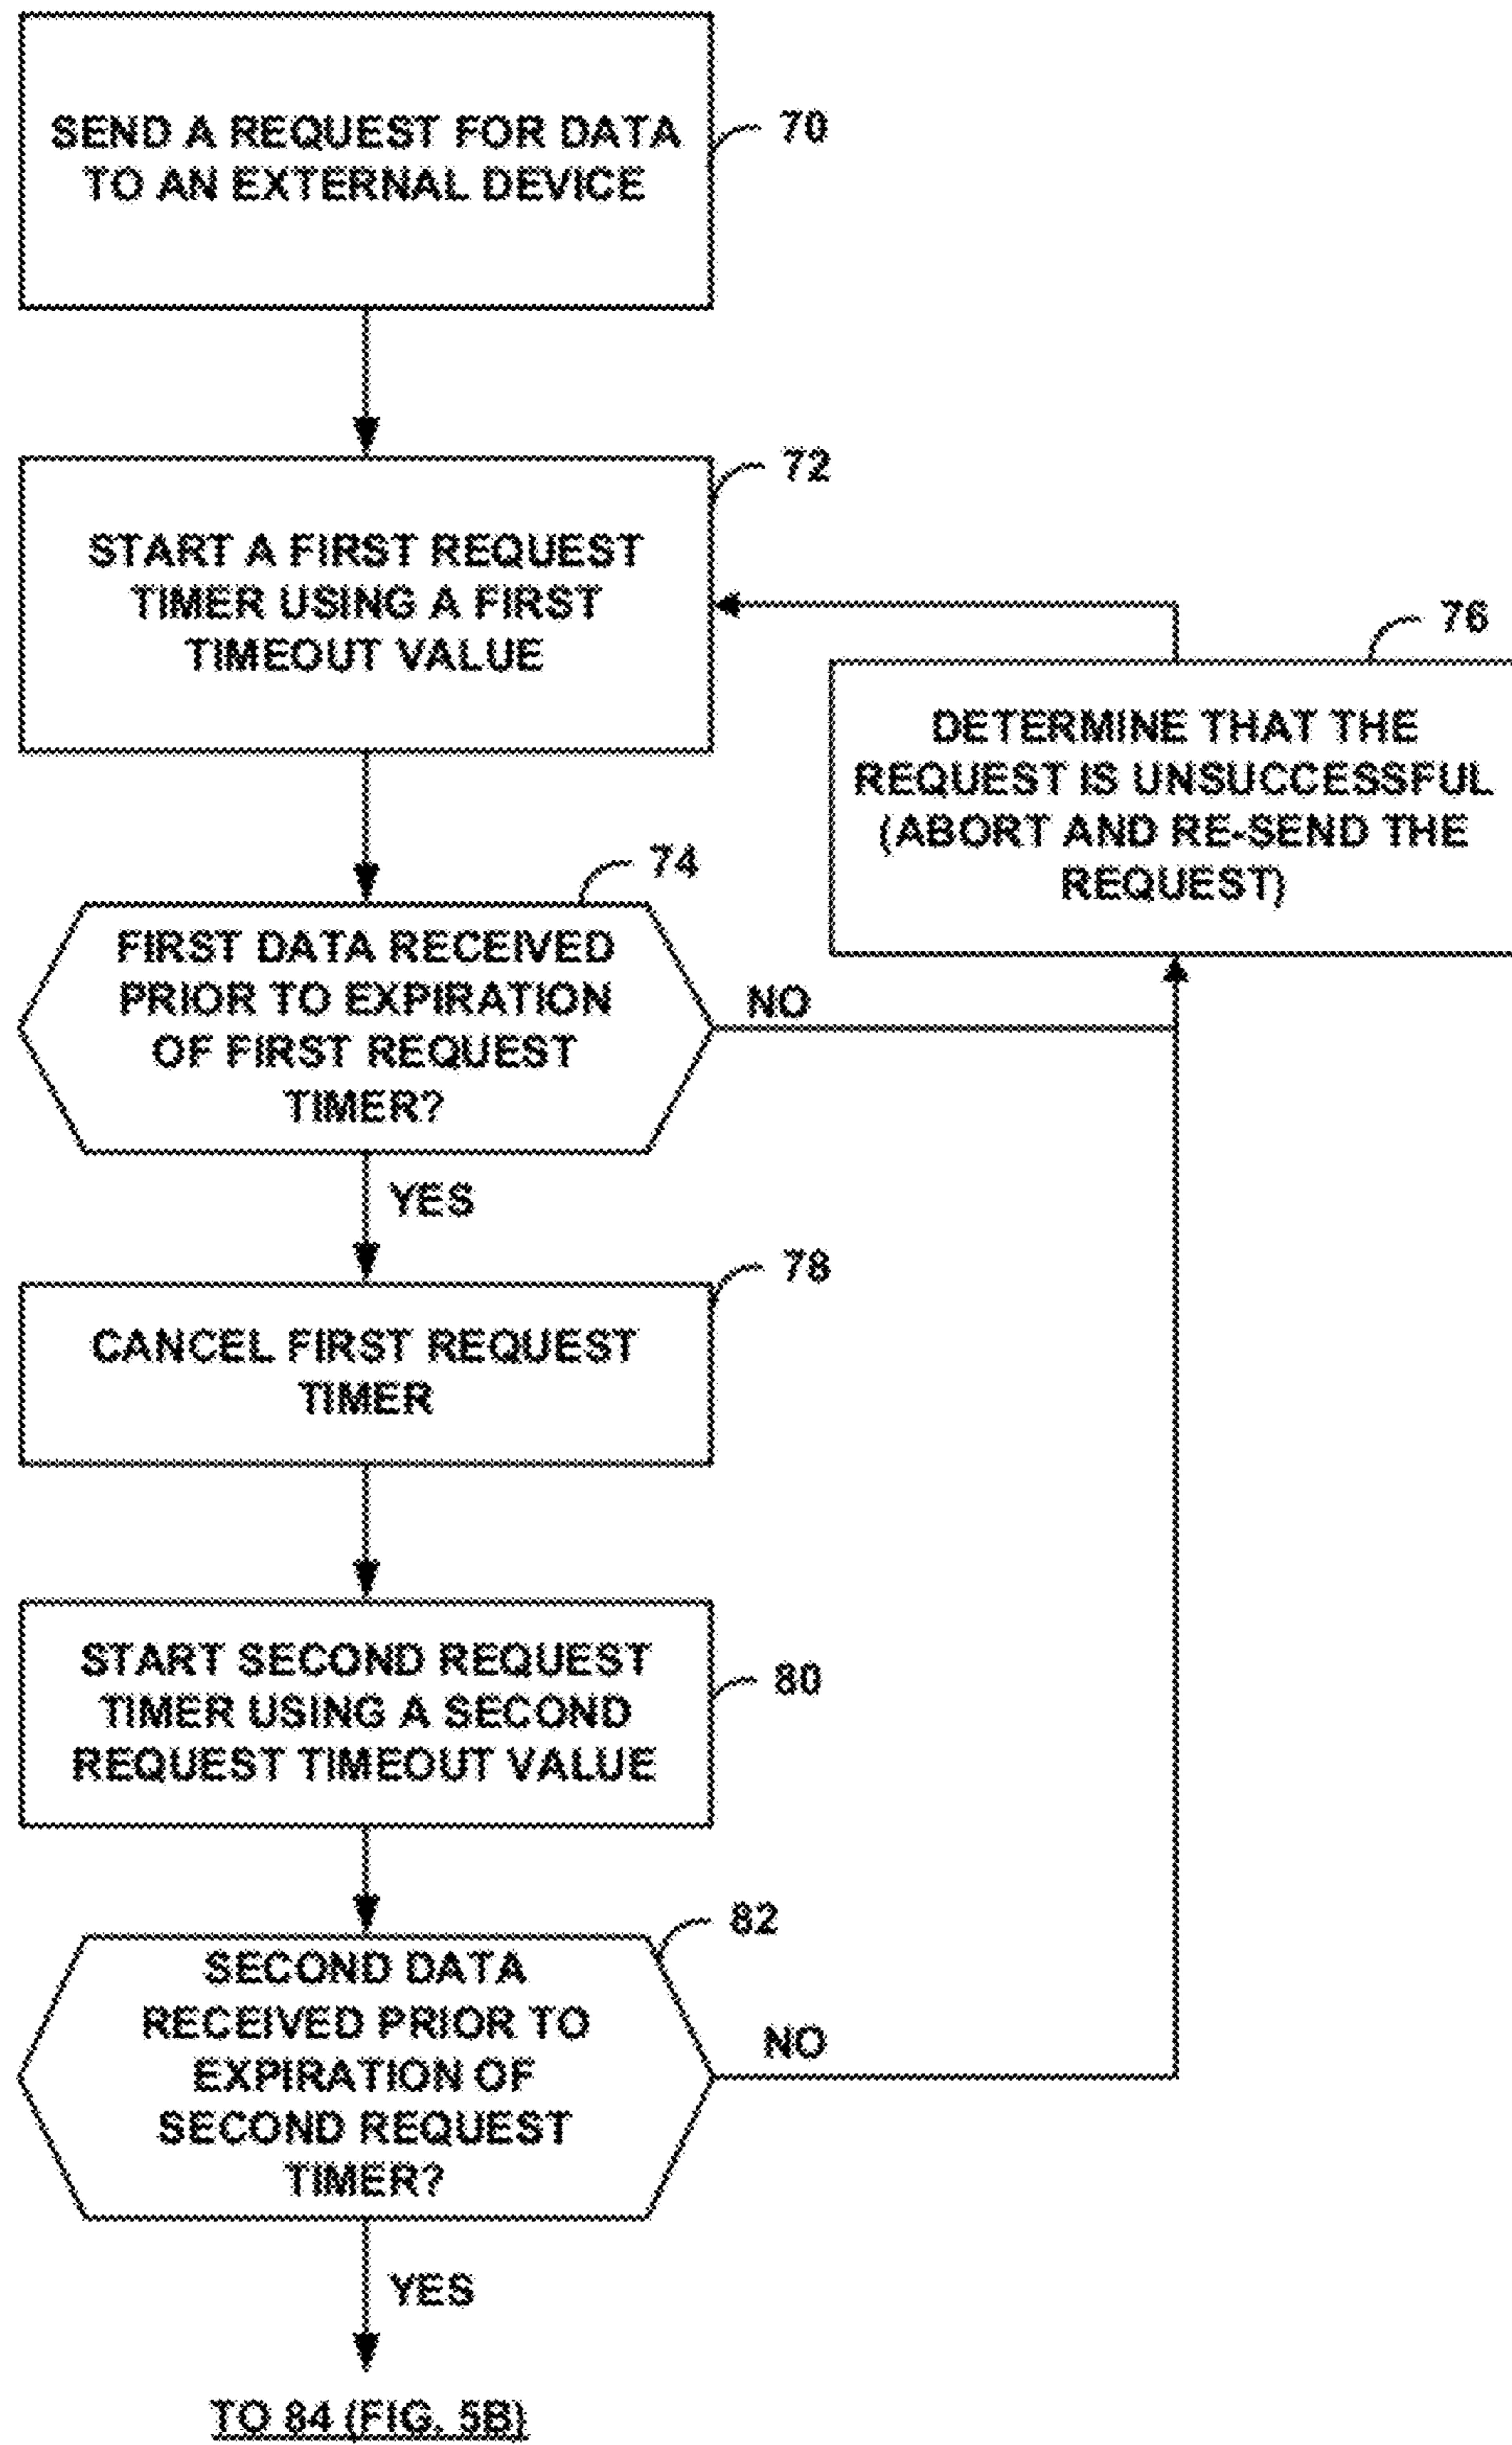 SEND A REQUEST FOR DATA
TO AN EXTERNAL DEVICE
70
START A FIRST REQUEST
TIMER USING A FIRST
TIMEOUT VALUE
72
DETERMINE THAT THE
REQUEST IS UNSUCCESSFUL
(ABORT AND RE-SEND THE
REQUEST)
76
FIRST DATA RECEIVED
PRIOR TO EXPIRATION
OF FIRST REQUEST
TIMER?
74
NO
YES
CANCEL FIRST REQUEST
TIMER
78
START SECOND REQUEST
TIMER USING A SECOND
REQUEST TIMEOUT VALUE
80
SECOND DATA
RECEIVED PRIOR TO
EXPIRATION OF
SECOND REQUEST
TIMER?
82
NO
YES
TO 84 (FIG. 5B)